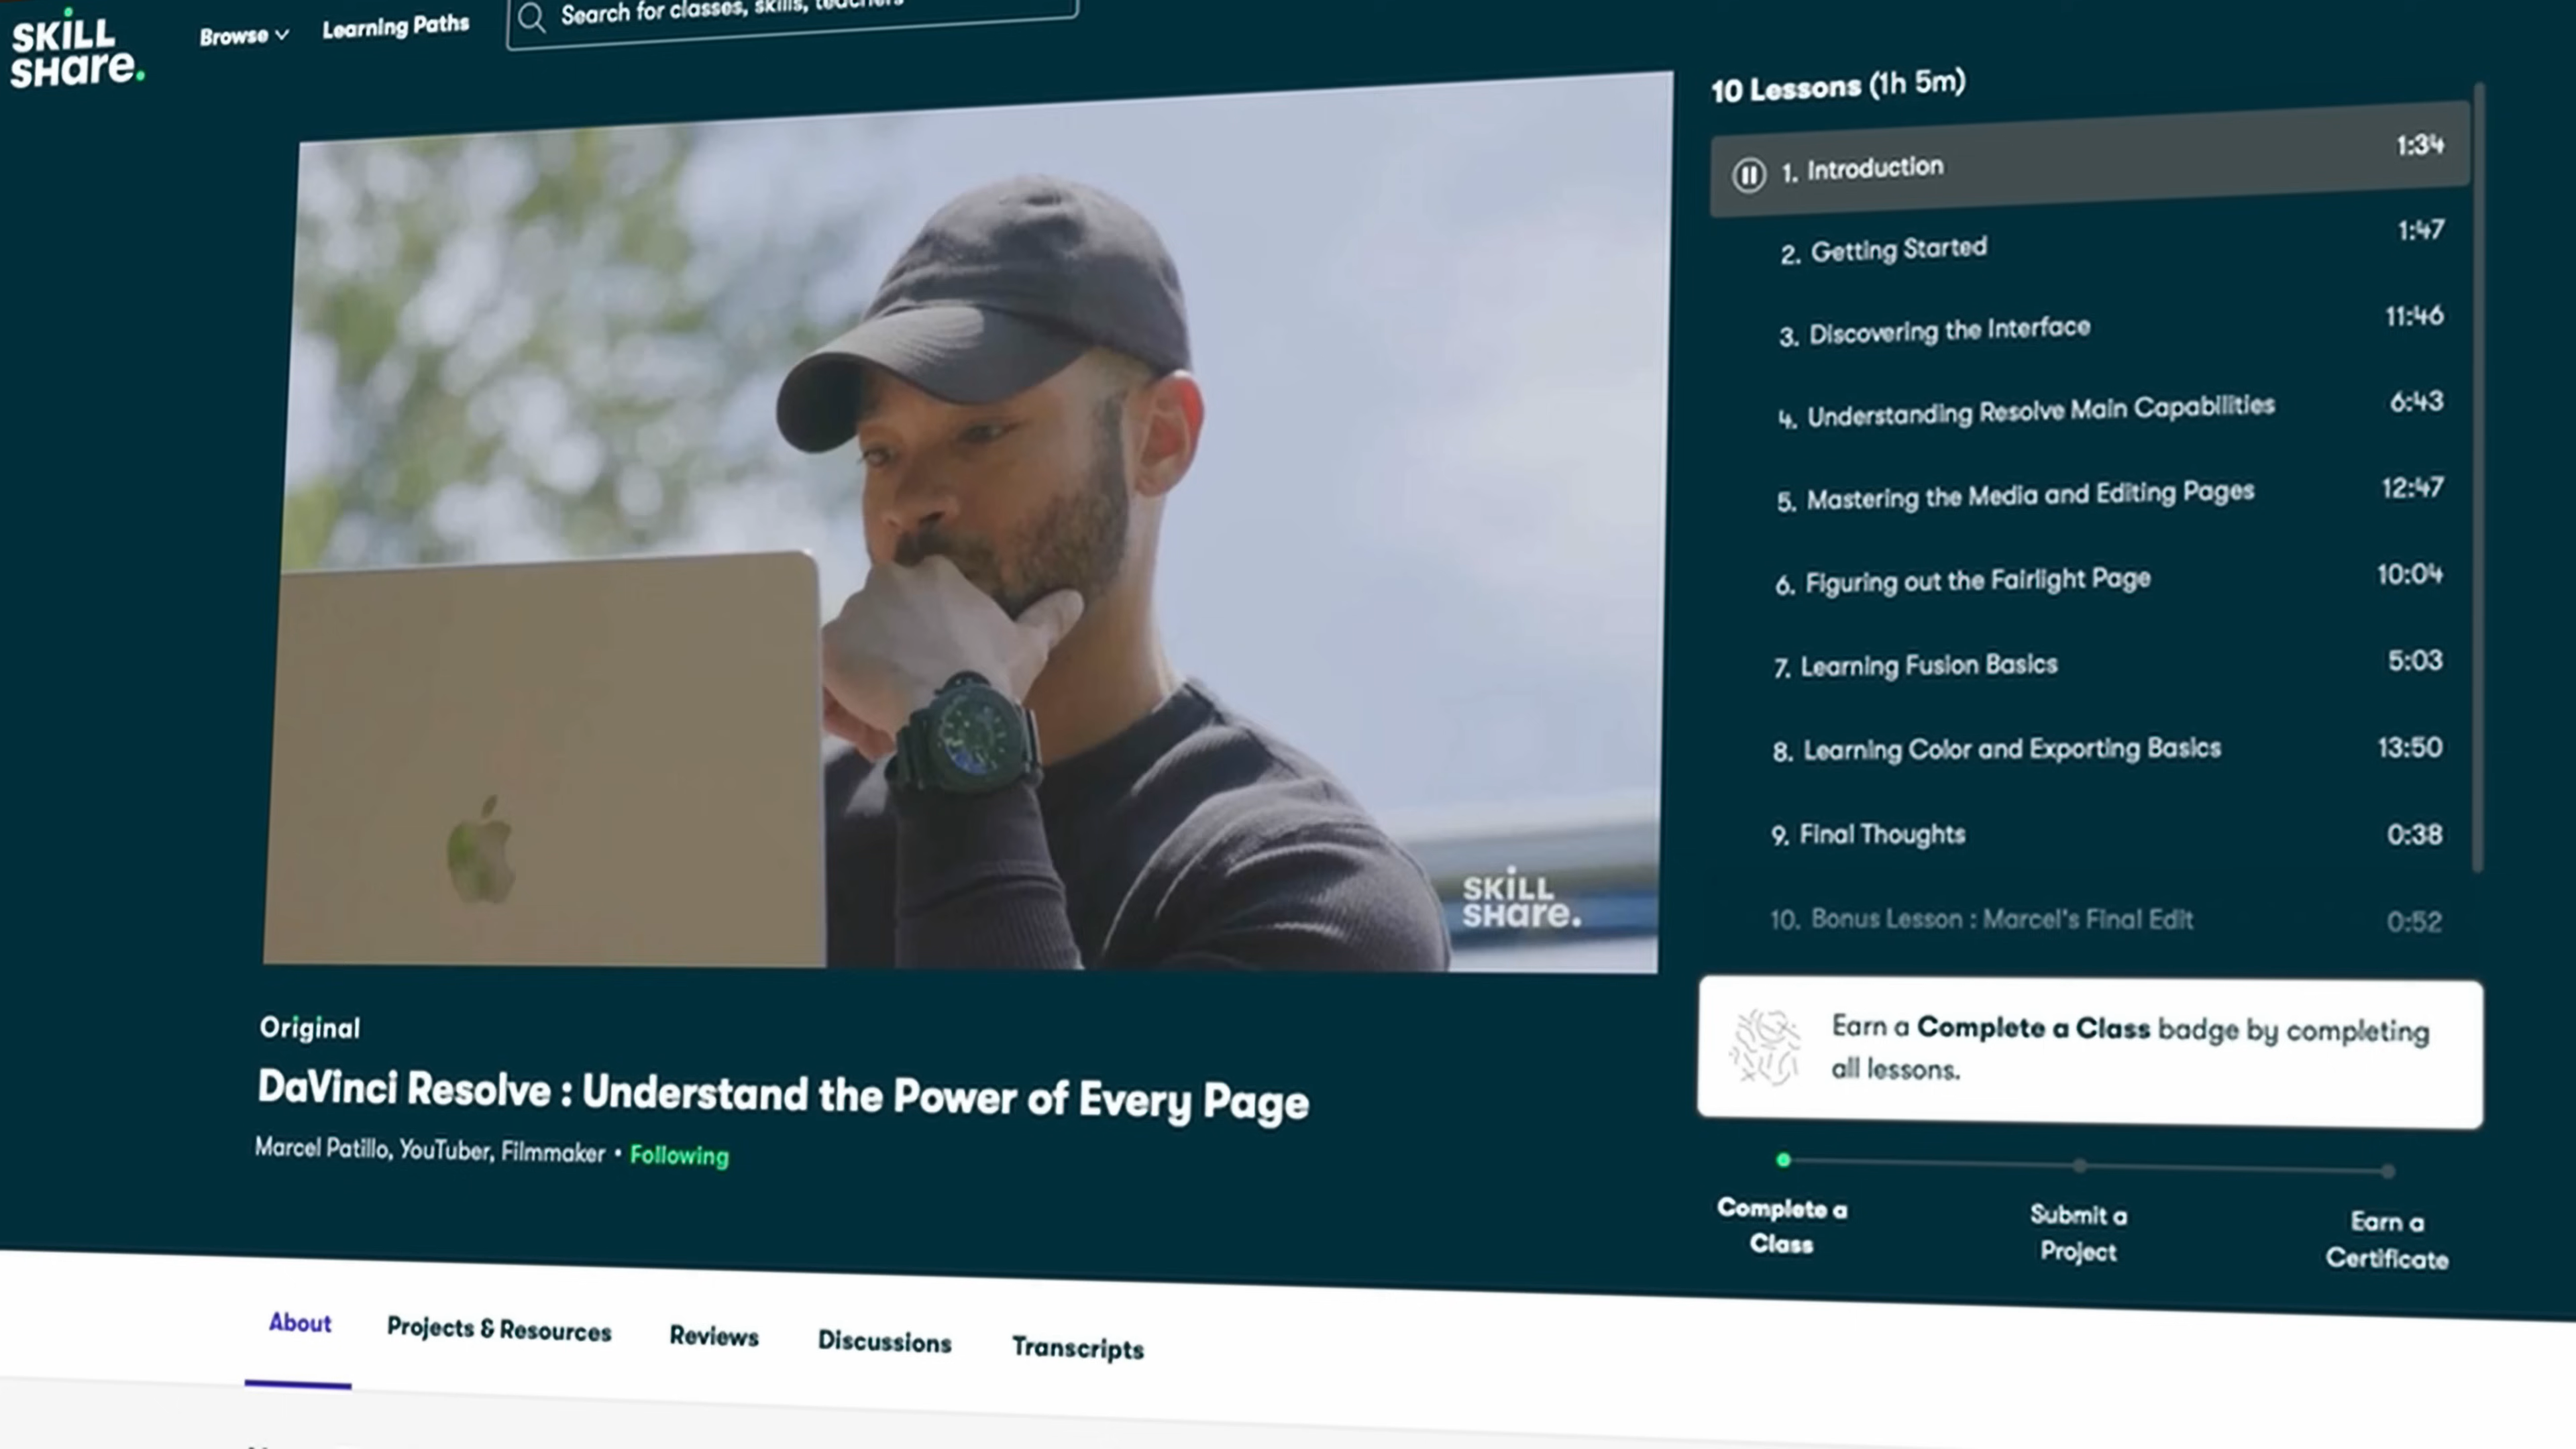 SKILL
SHare.
Browse
Learning Paths
Search for classes, skills, teachers
10 Lessons (1h 5m)
1. Introduction 1:34
2. Getting Started 1:47
3. Discovering the Interface 11:46
4. Understanding Resolve Main Capabilities 6:43
5. Mastering the Media and Editing Pages 12:47
6. Figuring out the Fairlight Page 10:04
7. Learning Fusion Basics 5:03
8. Learning Color and Exporting Basics 13:50
9. Final Thoughts 0:38
10. Bonus Lesson : Marcel's Final Edit 0:52
SKILL
SHare.
Earn a Complete a Class badge by completing
all lessons.
Complete a
Class
Submit a
Project
Earn a
Certificate
Original
DaVinci Resolve : Understand the Power of Every Page
Marcel Patillo, YouTuber, Filmmaker • Following
About
Projects & Resources
Reviews
Discussions
Transcripts